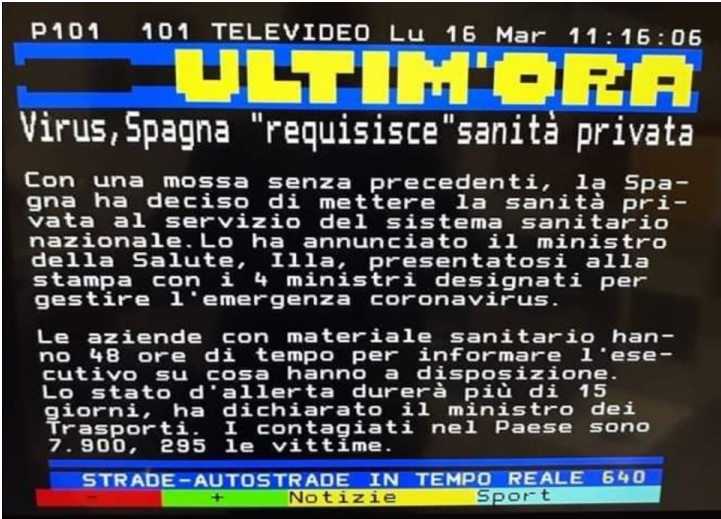 P101 101 TELEVIDEO Lu 16 Mar 11:16:06
ULTIM'ORA
Virus,Spagna "requisisce"sanità privata
Con una mossa senza precedenti, la Spa-
gna ha deciso di mettere la sanità pri-
vata al servizio del sistema sanitario
nazionale.Lo ha annunciato il ministro
della Salute, Illa, presentatosi alla
stampa con i 4 ministri designati per
gestire l'emergenza coronavirus.
Le aziende con materiale sanitario han-
no 48 ore di tempo per informare l'ese-
cutivo su cosa hanno a disposizione.
Lo stato d'allerta durerà più di 15
giorni, ha dichiarato il ministro dei
Trasporti. I contagiati nel Paese sono
7.900, 295 le vittime.
STRADE-AUTOSTRADE IN TEMPO REALE 640
- + Notizie Sport